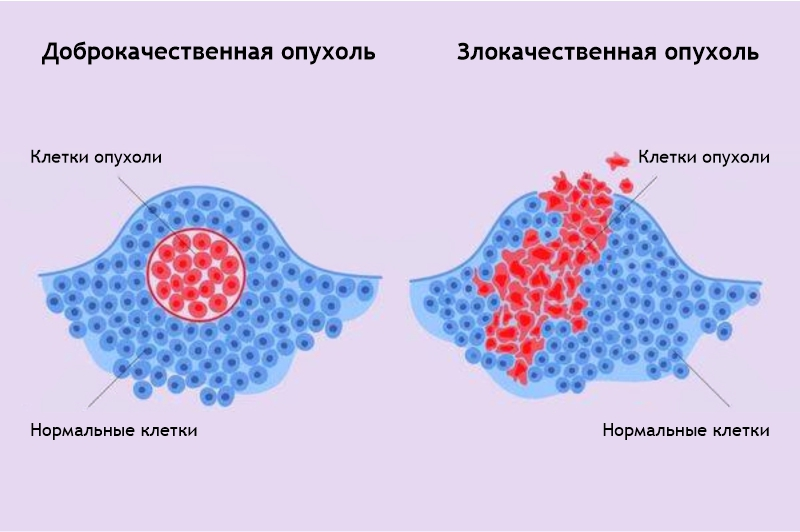 Доброкачественная опухоль
Злокачественная опухоль
Клетки опухоли
Клетки опухоли
Нормальные клетки
Нормальные клетки